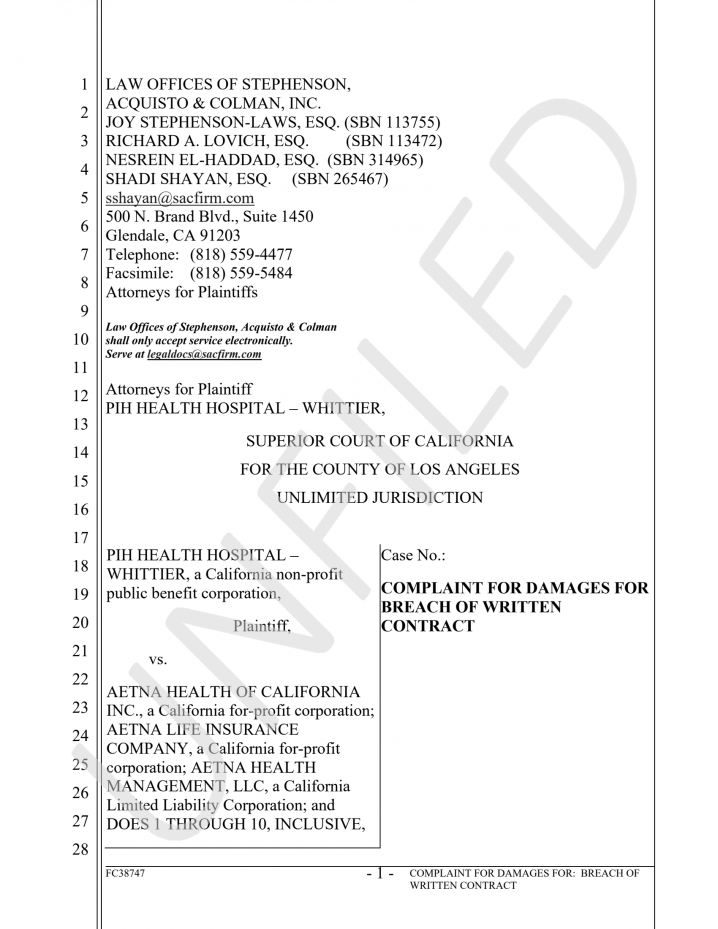 1
2
3
4
5
6
7
8
9
10
11
12
13
14
15
16
17
18
19
20
21
22
23
24
25
26
27
28
LAW OFFICES OF STEPHENSON,
ACQUISTO & COLMAN, INC.
JOY STEPHENSON-LAWS, ESQ. (SBN 113755)
RICHARD A. LOVICH, ESQ. (SBN 113472)
NESREIN EL-HADDAD, ESQ. (SBN 314965)
SHADI SHAYAN, ESQ. (SBN 265467)
sshayan@sacfirm.com
500 N. Brand Blvd., Suite 1450
Glendale, CA 91203
Telephone: (818) 559-4477
Facsimile: (818) 559-5484
Attorneys for Plaintiffs
Law Offices of Stephenson, Acquisto & Colman
shall only accept service electronically.
Serve at legaldocs@sacfirm.com
Attorneys for Plaintiff
PIH HEALTH HOSPITAL – WHITTIER,
SUPERIOR COURT OF CALIFORNIA
FOR THE COUNTY OF LOS ANGELES
UNLIMITED JURISDICTION
PIH HEALTH HOSPITAL –
WHITTIER, a California non-profit
public benefit corporation,
Plaintiff,
vs.
AETNA HEALTH OF CALIFORNIA
INC., a California for-profit corporation;
AETNA LIFE INSURANCE
COMPANY, a California for-profit
corporation; AETNA HEALTH
MANAGEMENT, LLC, a California
Limited Liability Corporation; and
DOES 1 THROUGH 10, INCLUSIVE,
Case No.:
COMPLAINT FOR DAMAGES FOR
BREACH OF WRITTEN
CONTRACT
UNFILED
FC38747
- 1 -
COMPLAINT FOR DAMAGES FOR: BREACH OF
WRITTEN CONTRACT